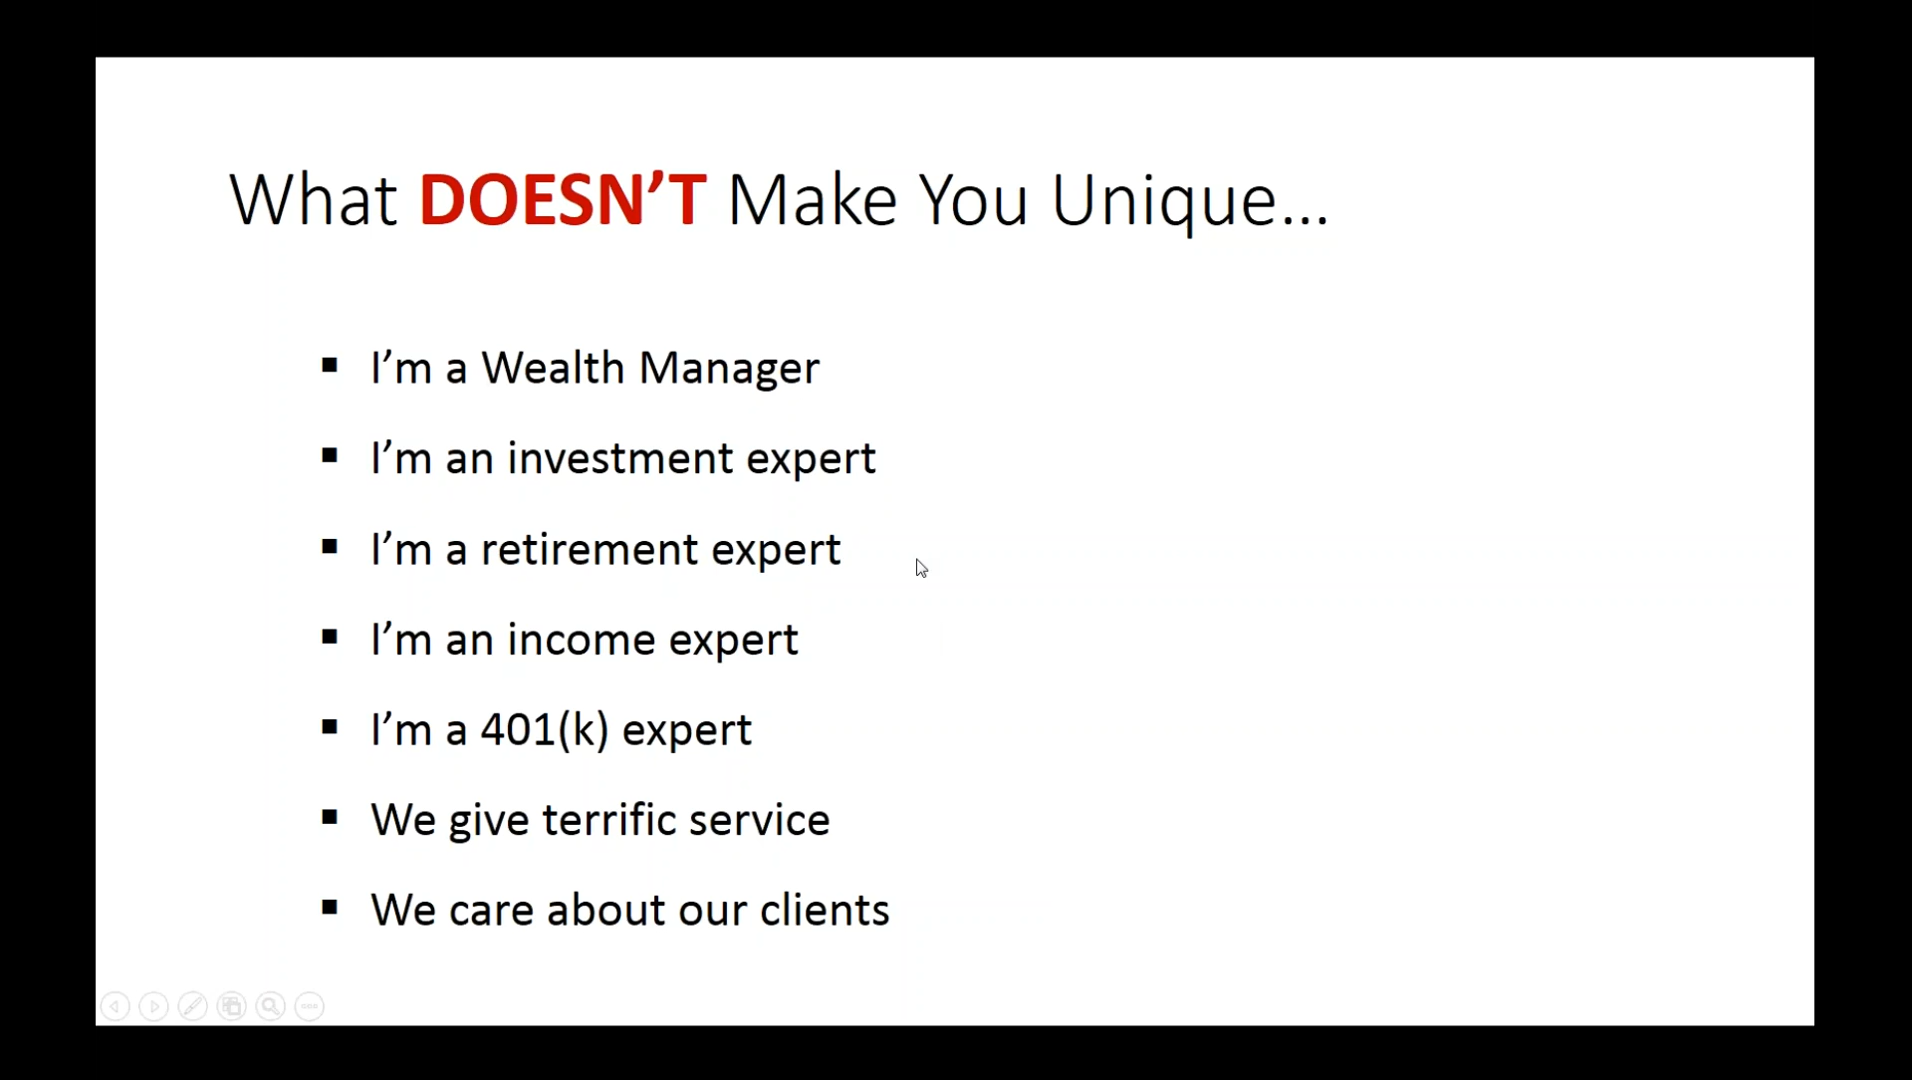 What DOESN’T Make You Unique...
▪ I’m a Wealth Manager
▪ I’m an investment expert
▪ I’m a retirement expert
▪ I’m an income expert
▪ I’m a 401(k) expert
▪ We give terrific service
▪ We care about our clients